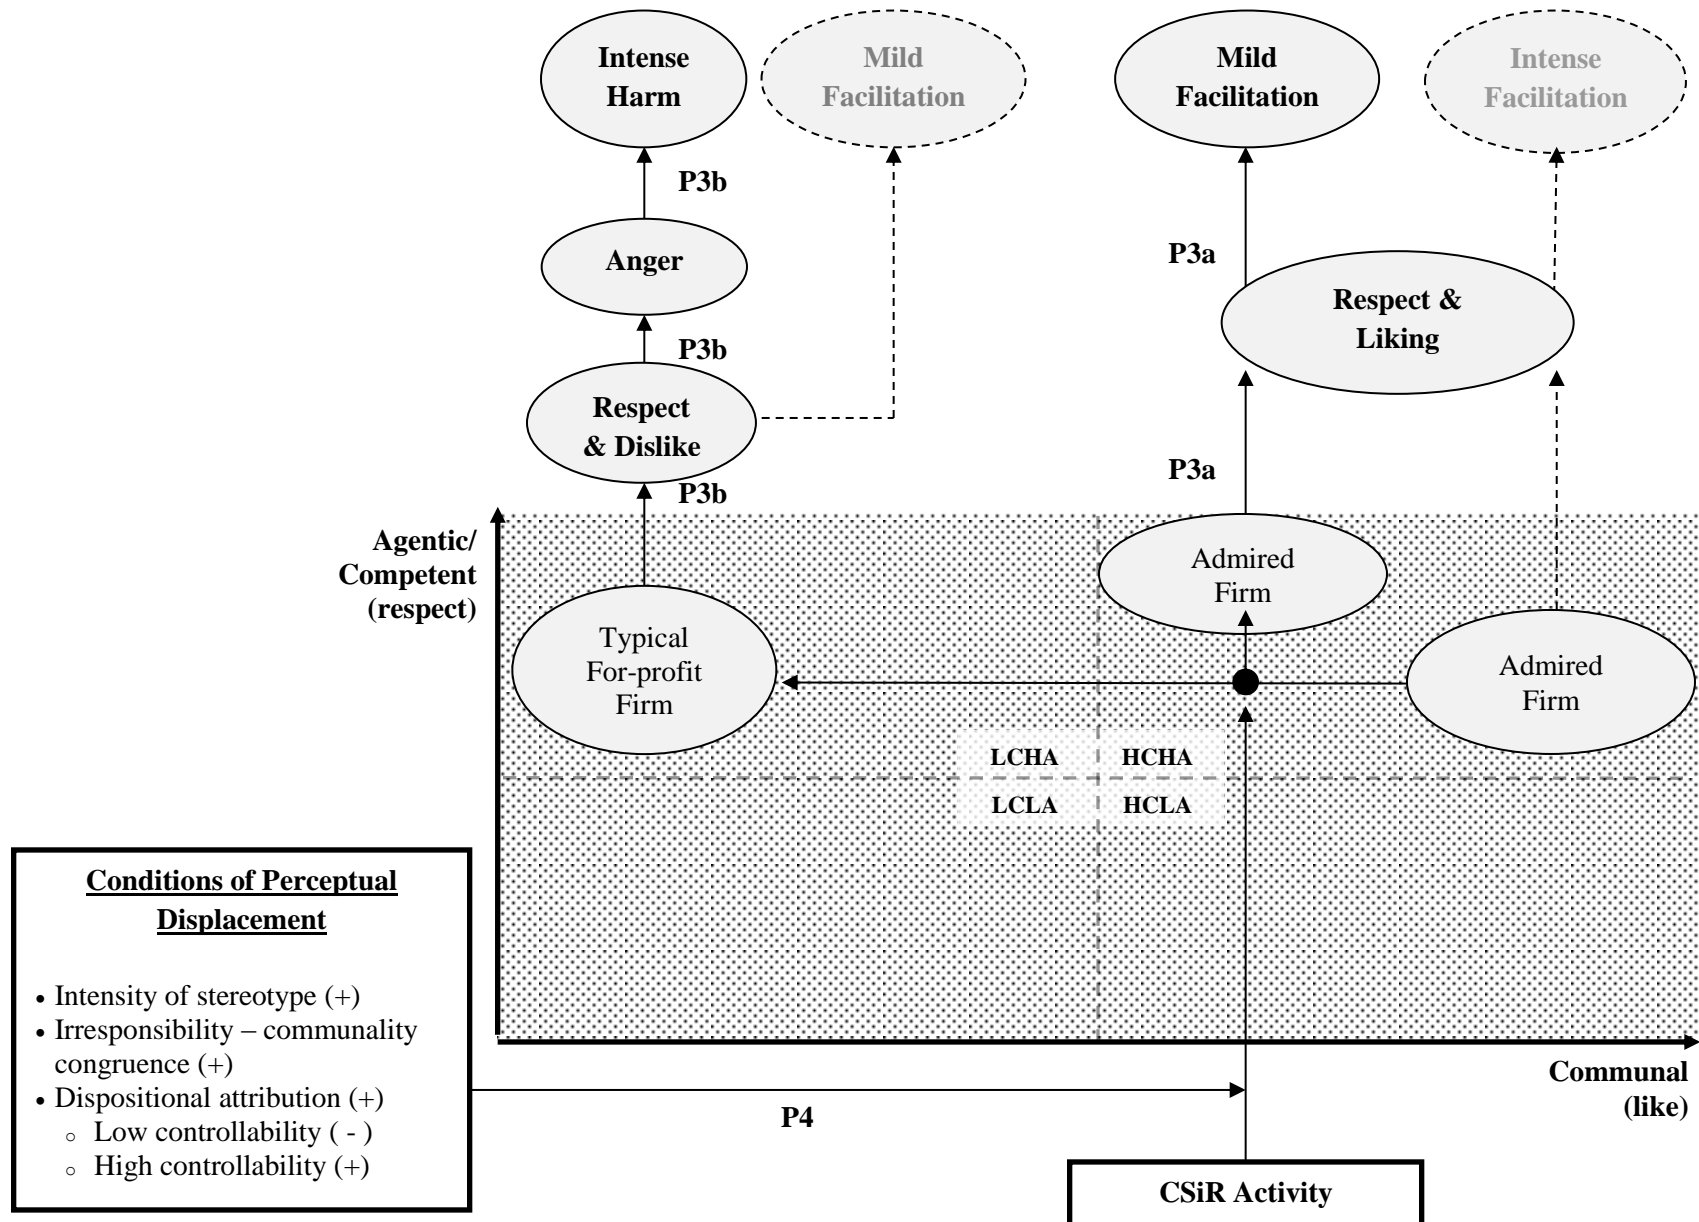 Intense
Harm
Mild
Facilitation
Mild
Facilitation
Intense
Facilitation
P3b
Anger
P3a
Respect &
Liking
P3b
Respect
& Dislike
P3a
P3b
Agentic/
Competent
(respect)
Admired
Firm
Typical
For-profit
Firm
Admired
Firm
LCHA
HCHA
LCLA
HCLA
Conditions of Perceptual
Displacement
• Intensity of stereotype (+)
• Irresponsibility – communality
congruence (+)
• Dispositional attribution (+)
○ Low controllability ( - )
○ High controllability (+)
Communal
(like)
P4
CSiR Activity